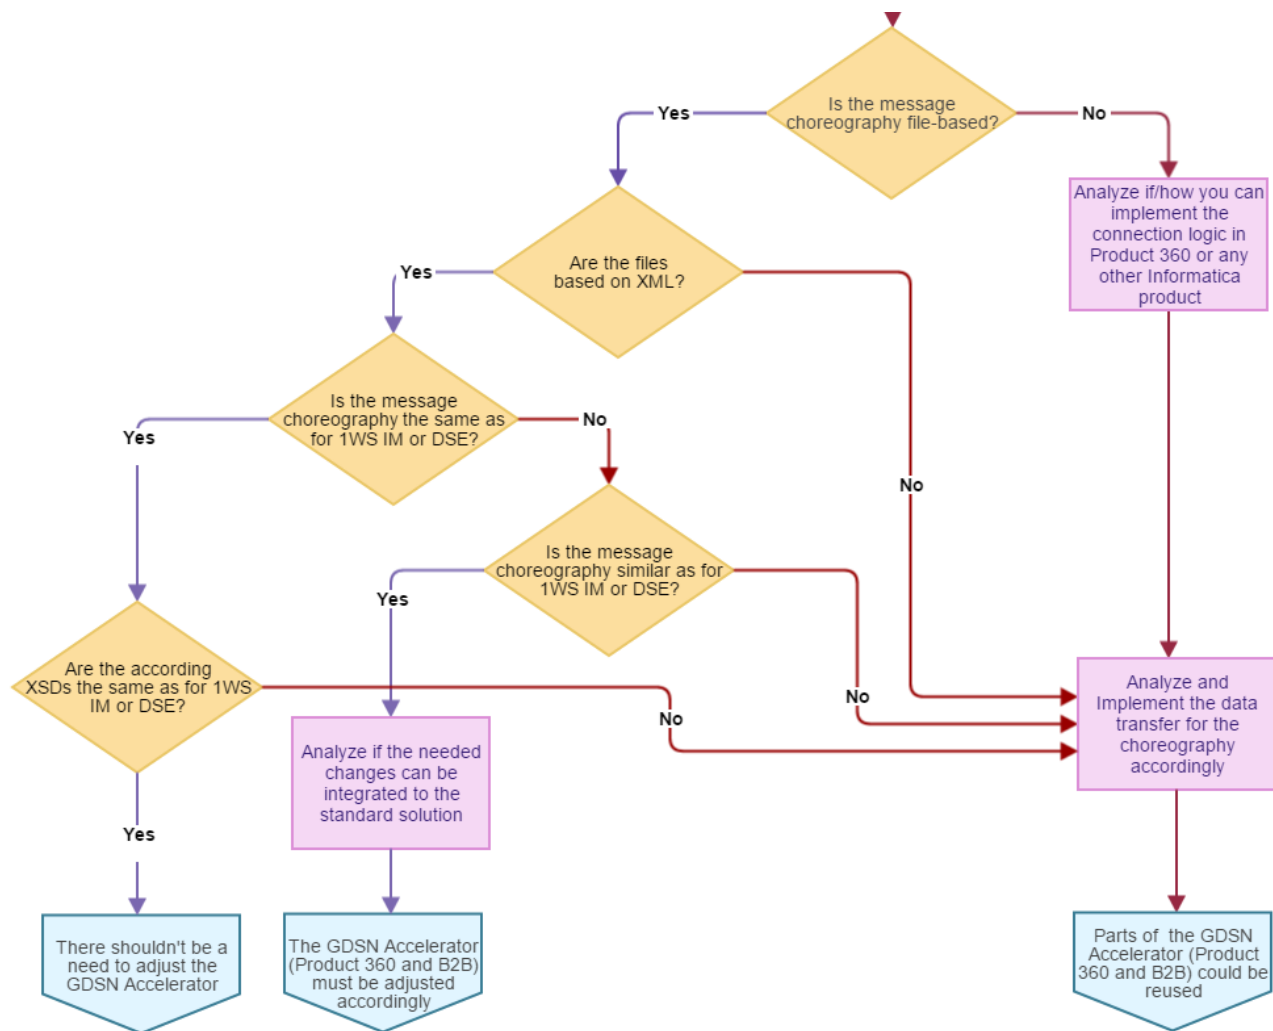 Is the message
choreography file-based?
Yes
No
Analyze if/how you can
implement the
connection logic in
Product 360 or any
other Informatica
product
Are the files
based on XML?
Yes
No
Is the message
choreography the same as
for 1WS IM or DSE?
Yes
No
Is the message
choreography similar as for
1WS IM or DSE?
Yes
No
Are the according
XSDs the same as for 1WS
IM or DSE?
No
Yes
Analyze if the needed
changes can be
integrated to the
standard solution
Analyze and
Implement the data
transfer for the
choreography
accordingly
There shouldn't be a
need to adjust the
GDSN Accelerator
The GDSN Accelerator
(Product 360 and B2B)
must be adjusted
accordingly
Parts of the GDSN
Accelerator (Product
360 and B2B) could be
reused